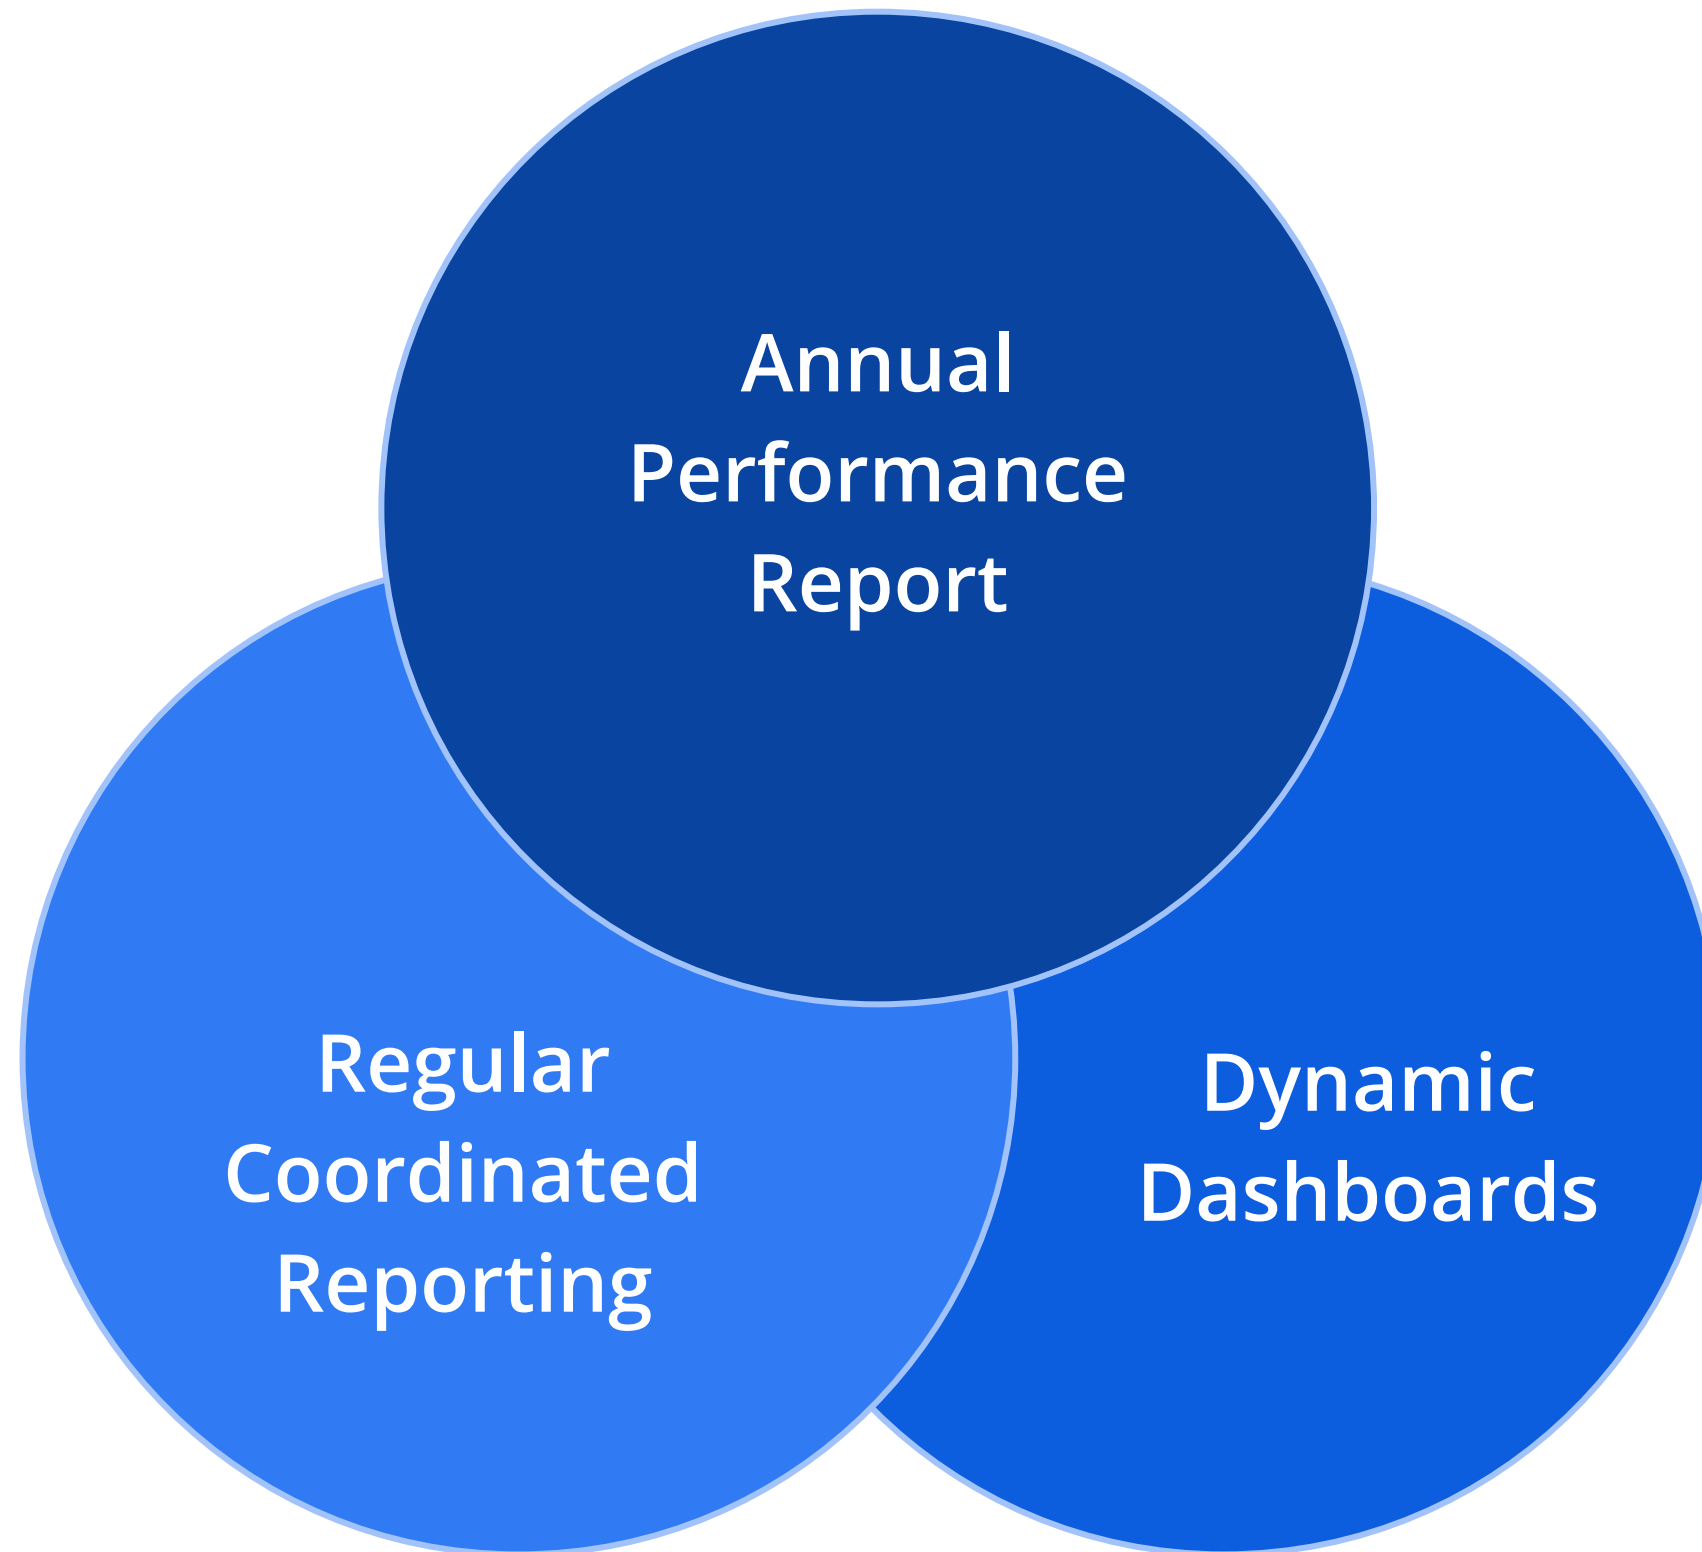 Annual
Performance
Report
Regular
Coordinated
Reporting
Dynamic
Dashboards